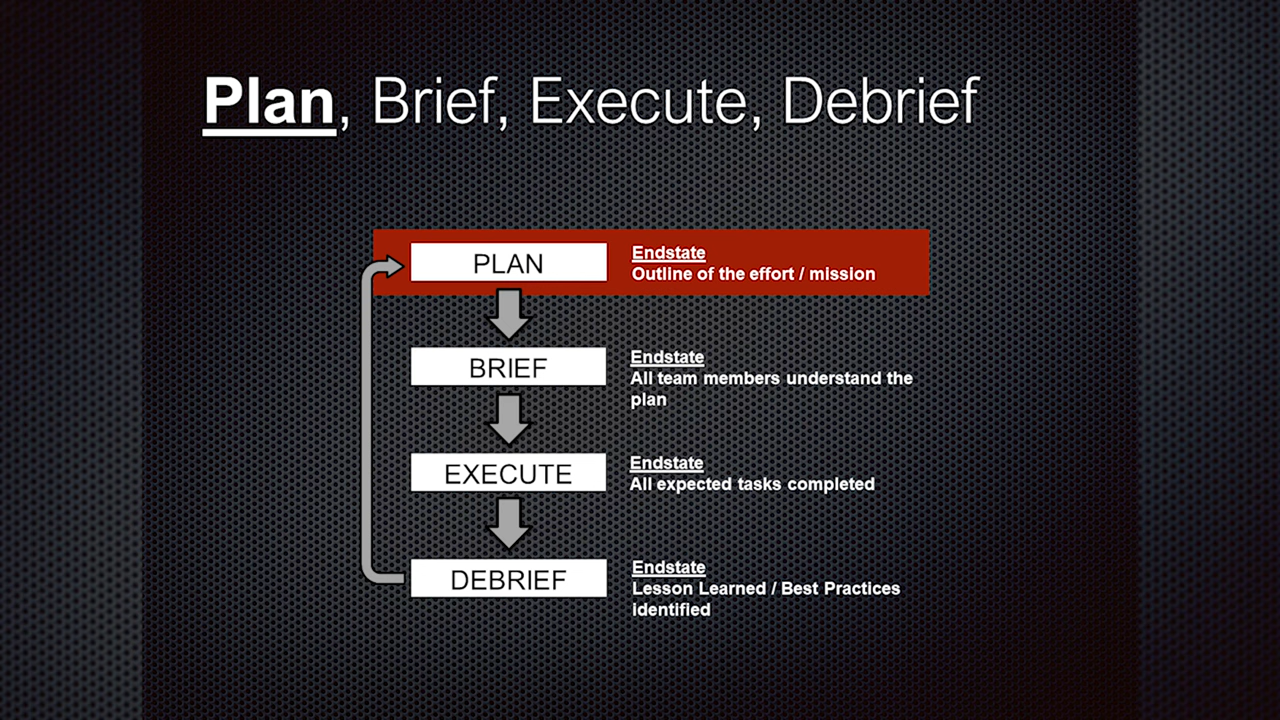 Plan, Brief, Execute, Debrief
PLAN
Endstate
Outline of the effort / mission
BRIEF
Endstate
All team members understand the
plan
EXECUTE
Endstate
All expected tasks completed
DEBRIEF
Endstate
Lesson Learned / Best Practices
identified